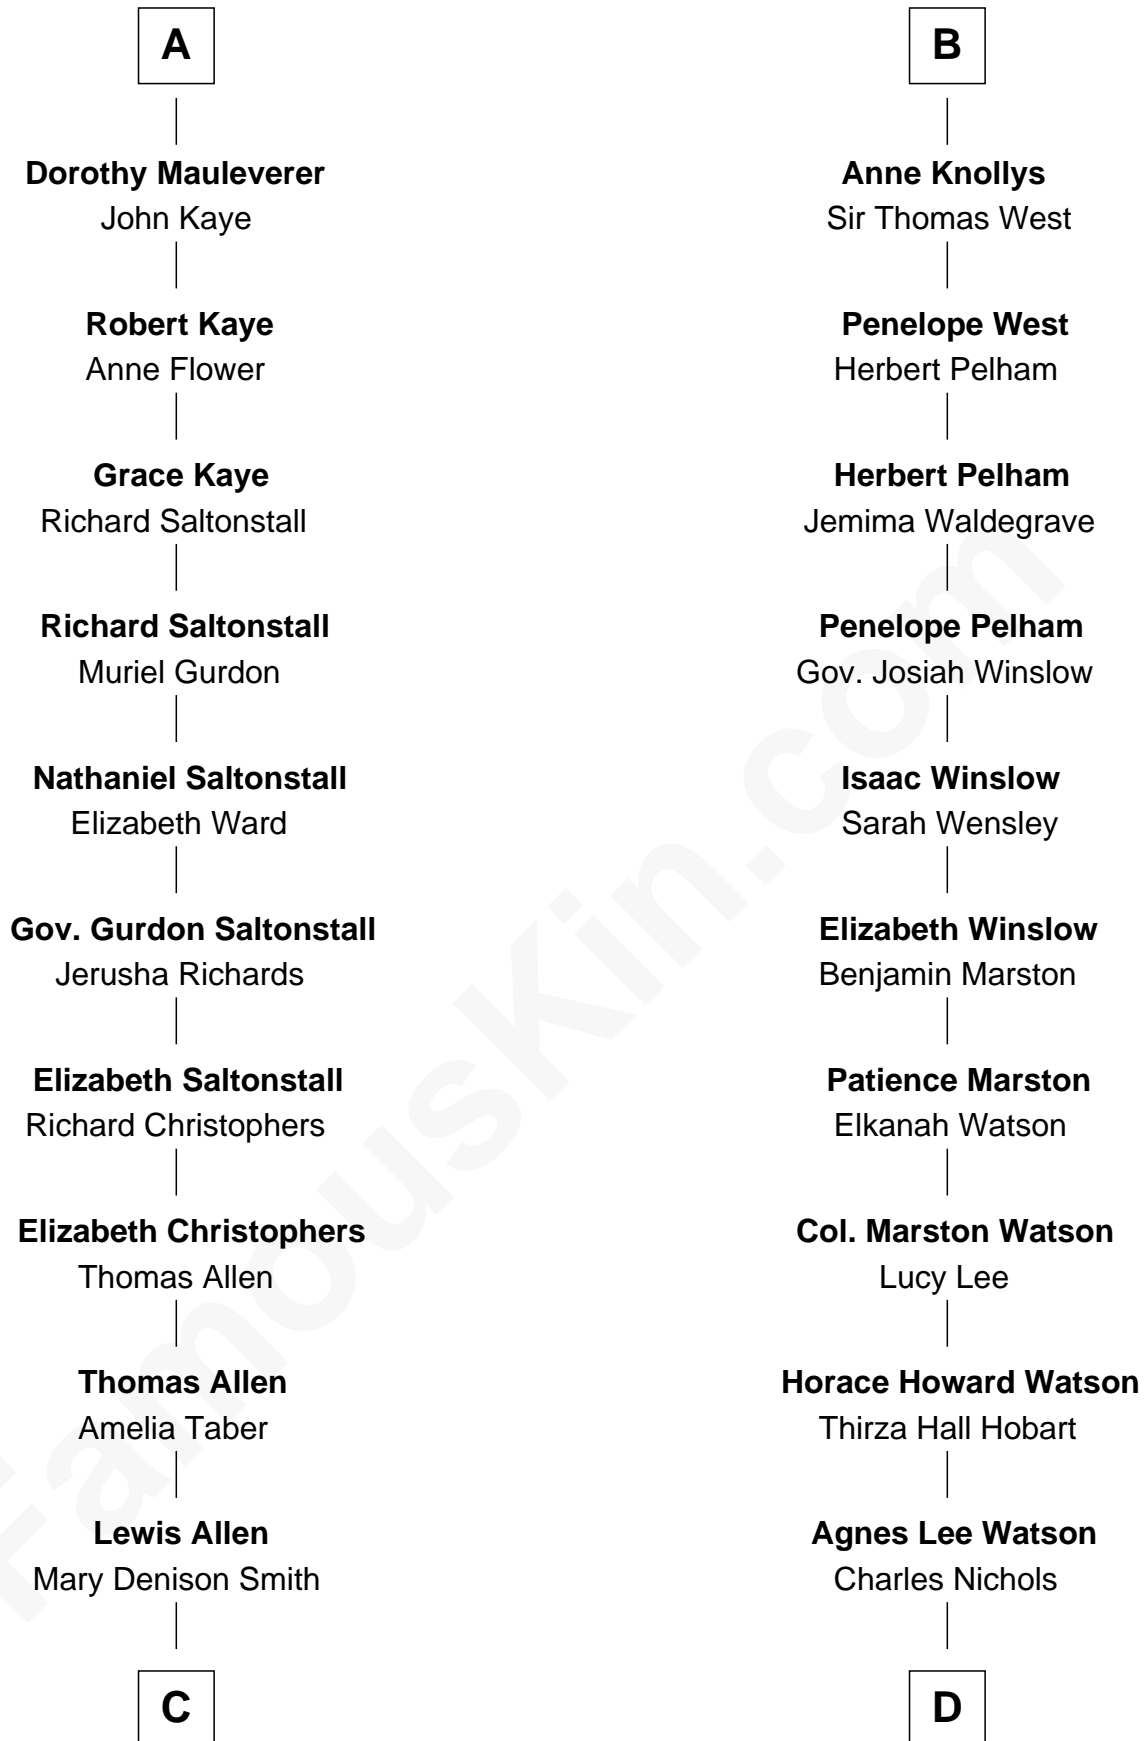 A
Dorothy Mauleverer
John Kaye
Robert Kaye
Anne Flower
Grace Kaye
Richard Saltonstall
Richard Saltonstall
Muriel Gurdon
Nathaniel Saltonstall
Elizabeth Ward
Gov. Gurdon Saltonstall
Jerusha Richards
Elizabeth Saltonstall
Richard Christophers
Elizabeth Christophers
Thomas Allen
Thomas Allen
Amelia Taber
Lewis Allen
Mary Denison Smith
C
B
Anne Knollys
Sir Thomas West
Penelope West
Herbert Pelham
Herbert Pelham
Jemima Waldegrave
Penelope Pelham
Gov. Josiah Winslow
Isaac Winslow
Sarah Wensley
Elizabeth Winslow
Benjamin Marston
Patience Marston
Elkanah Watson
Col. Marston Watson
Lucy Lee
Horace Howard Watson
Thirza Hall Hobart
Agnes Lee Watson
Charles Nichols
D
FamousKin.com